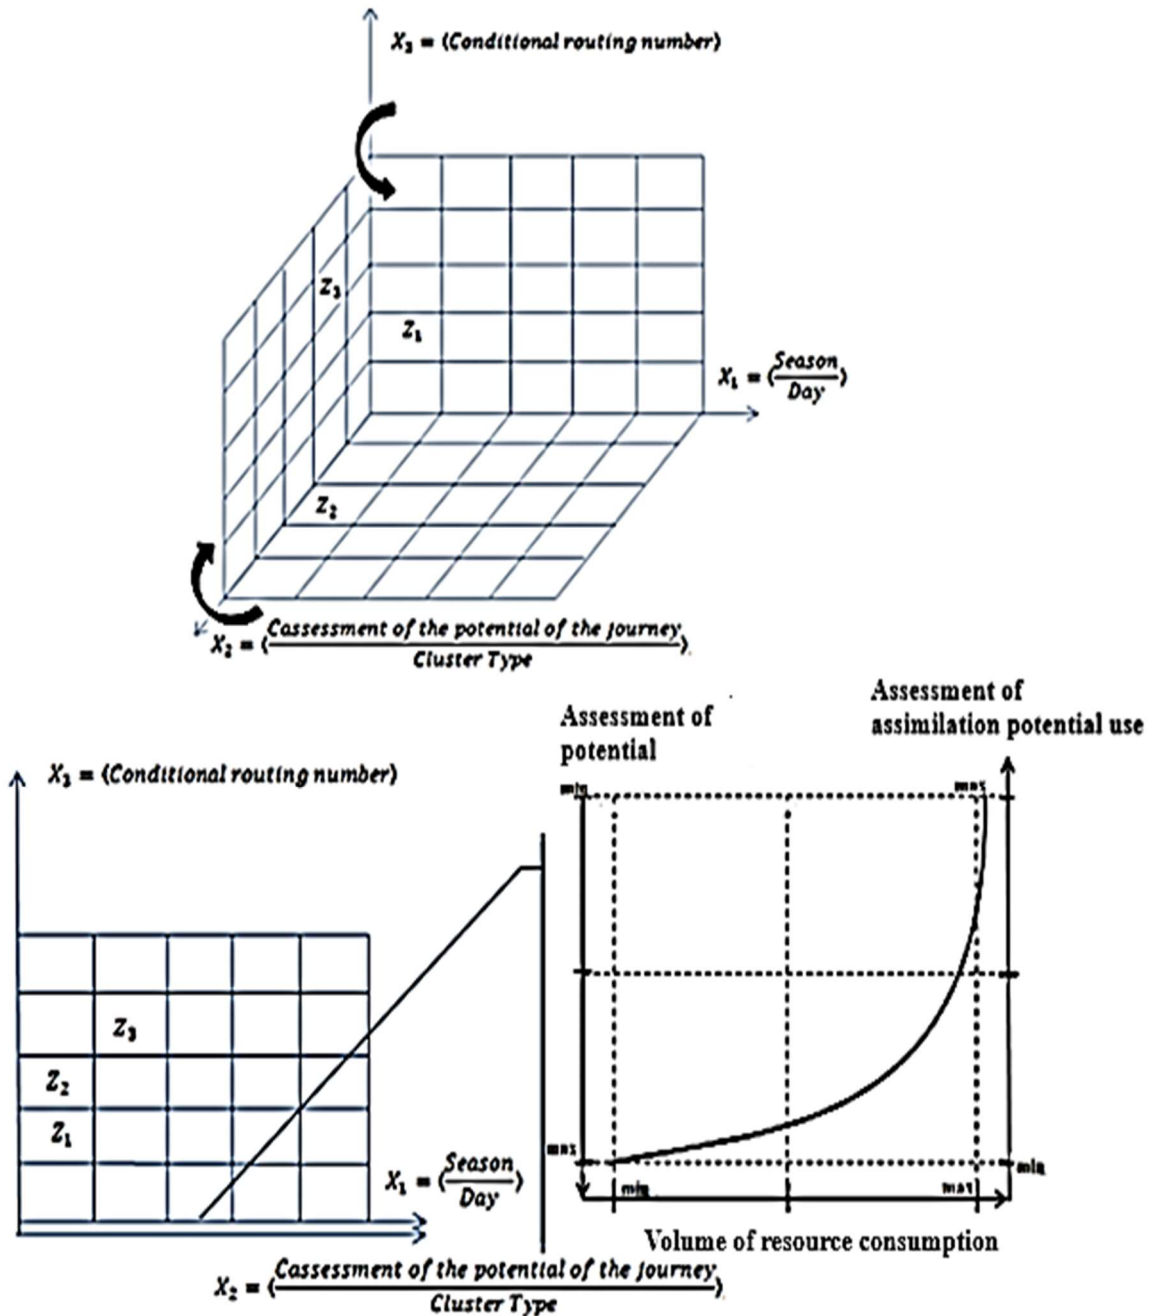 X₃ = ⟨Conditional routing number⟩
Z₃
Z₁
X₁ = ⟨Season
Day⟩
Z₂
X₂ = ⟨Cassessment of the potential of the journey
Cluster Type⟩
Assessment of
potential
Assessment of
assimilation potential use
X₃ = ⟨Conditional routing number⟩
min
max
Z₃
Z₂
Z₁
max
min
X₁ = ⟨Season
Day⟩
min
max
Volume of resource consumption
X₂ = ⟨Cassessment of the potential of the journey
Cluster Type⟩